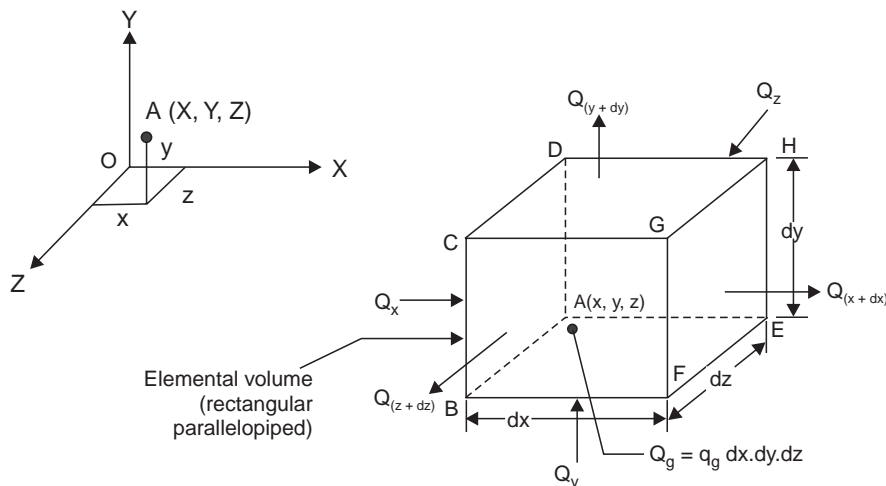 Y
A (X, Y, Z)
O
y
X
x
z
Z
Q(y + dy)
Qz
D
H
C
G
dy
Qx
A(x, y, z)
Q(x + dx)
E
Elemental volume
(rectangular
parallelopiped)
Q(z + dz)
B
F
dx
dz
Qy
Qg = qg dx.dy.dz